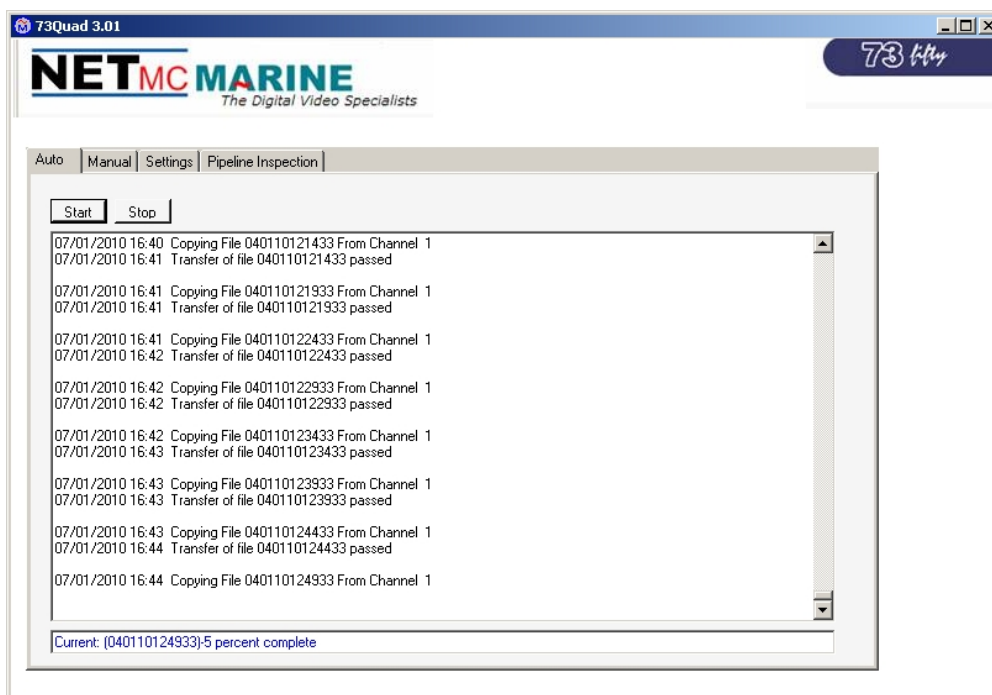 73Quad 3.01
NETMC MARINE
The Digital Video Specialists
73 fifty
Auto
Manual
Settings
Pipeline Inspection
Start
Stop
07/01/2010 16:40 Copying File 040110121433 From Channel 1
07/01/2010 16:41 Transfer of file 040110121433 passed
07/01/2010 16:41 Copying File 040110121933 From Channel 1
07/01/2010 16:41 Transfer of file 040110121933 passed
07/01/2010 16:41 Copying File 040110122433 From Channel 1
07/01/2010 16:42 Transfer of file 040110122433 passed
07/01/2010 16:42 Copying File 040110122933 From Channel 1
07/01/2010 16:42 Transfer of file 040110122933 passed
07/01/2010 16:42 Copying File 040110123433 From Channel 1
07/01/2010 16:43 Transfer of file 040110123433 passed
07/01/2010 16:43 Copying File 040110123933 From Channel 1
07/01/2010 16:43 Transfer of file 040110123933 passed
07/01/2010 16:43 Copying File 040110124433 From Channel 1
07/01/2010 16:44 Transfer of file 040110124433 passed
07/01/2010 16:44 Copying File 040110124933 From Channel 1
Current: (040110124933)-5 percent complete